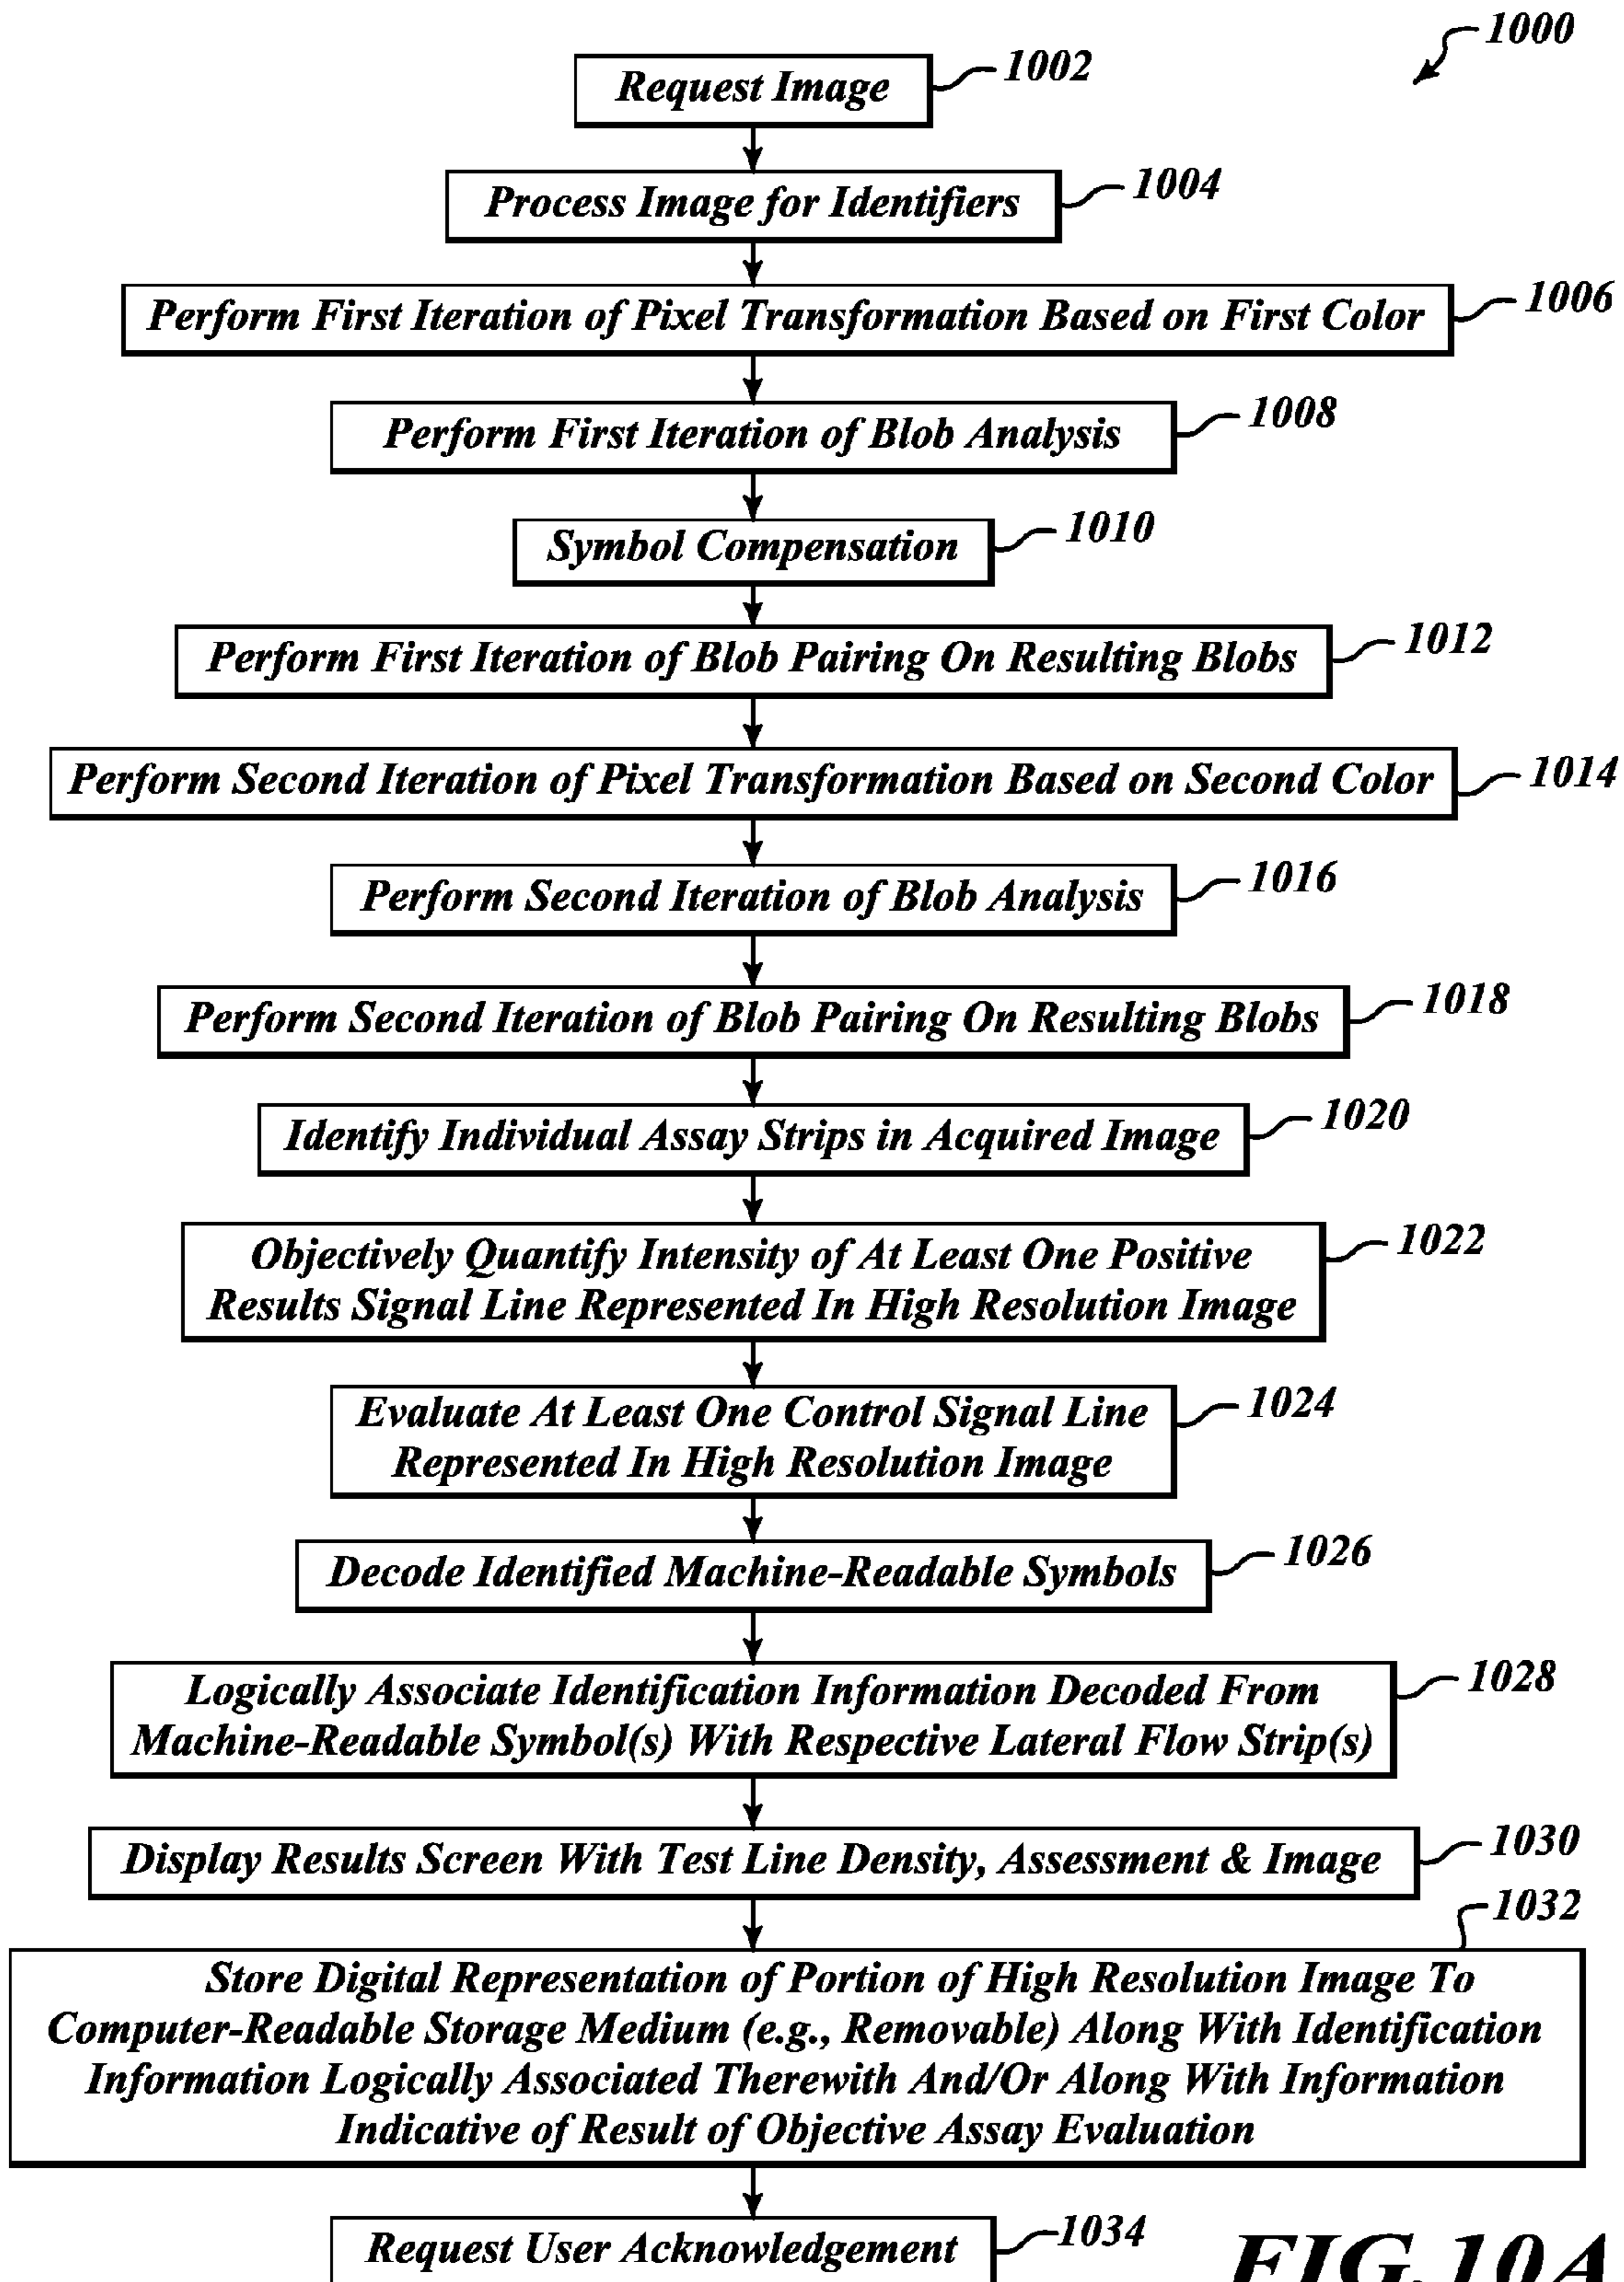 1000
Request Image
1002
Process Image for Identifiers
1004
Perform First Iteration of Pixel Transformation Based on First Color
1006
Perform First Iteration of Blob Analysis
1008
Symbol Compensation
1010
Perform First Iteration of Blob Pairing On Resulting Blobs
1012
Perform Second Iteration of Pixel Transformation Based on Second Color
1014
Perform Second Iteration of Blob Analysis
1016
Perform Second Iteration of Blob Pairing On Resulting Blobs
1018
Identify Individual Assay Strips in Acquired Image
1020
Objectively Quantify Intensity of At Least One Positive
Results Signal Line Represented In High Resolution Image
1022
Evaluate At Least One Control Signal Line
Represented In High Resolution Image
1024
Decode Identified Machine-Readable Symbols
1026
Logically Associate Identification Information Decoded From
Machine-Readable Symbol(s) With Respective Lateral Flow Strip(s)
1028
Display Results Screen With Test Line Density, Assessment & Image
1030
1032
Store Digital Representation of Portion of High Resolution Image To
Computer-Readable Storage Medium (e.g., Removable) Along With Identification
Information Logically Associated Therewith And/Or Along With Information
Indicative of Result of Objective Assay Evaluation
Request User Acknowledgement
1034
FIG.10A